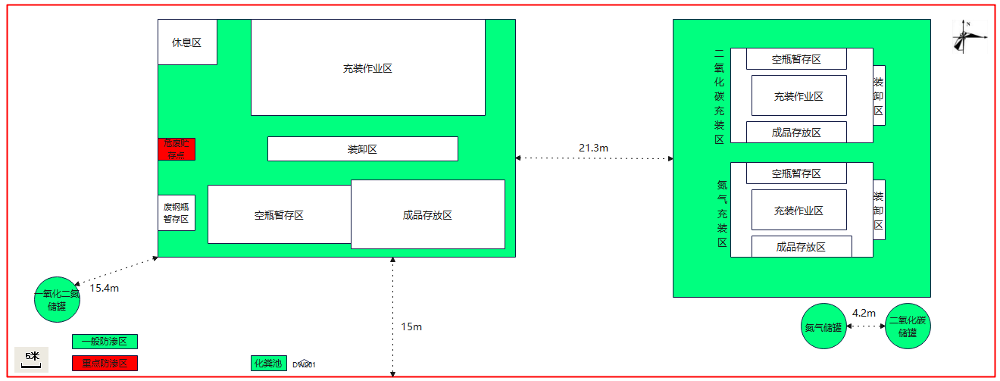 休息区
充装作业区
危废贮
存点
装卸区
废钢瓶
暂存区
空瓶暂存区
成品存放区
21.3m
二氧化碳充装区
空瓶暂存区
充装作业区
成品存放区
装卸区
氮气充装区
空瓶暂存区
充装作业区
成品存放区
装卸区
N
一氧化二氮
储罐
15.4m
15m
氮气储罐
4.2m
二氧化碳
储罐
一般防渗区
重点防渗区
5米
化粪池
DW001